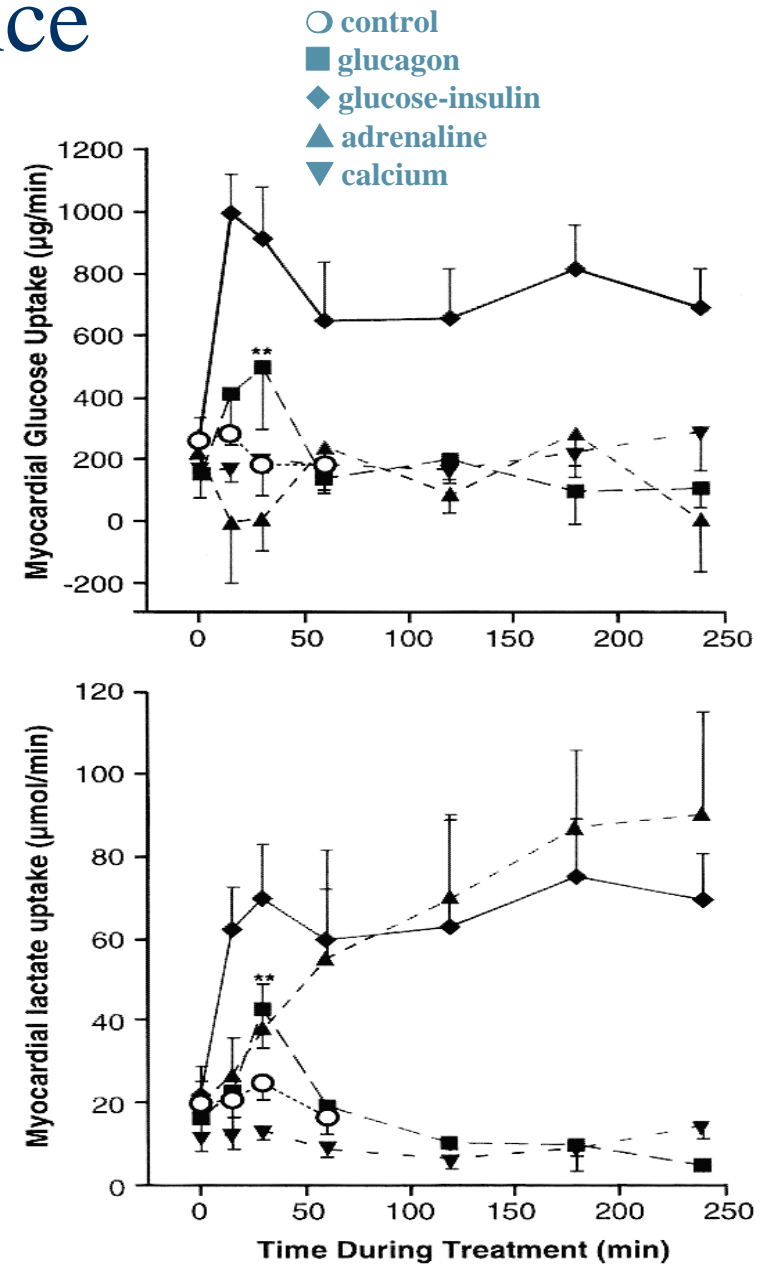 control
glucagon
glucose-insulin
adrenaline
calcium
Myocardial Glucose Uptake (µg/min)
1200
1000
800
600
400
200
0
-200
**
0 50 100 150 200 250
Myocardial lactate uptake (µmol/min)
120
100
80
60
40
20
0
**
0 50 100 150 200 250
Time During Treatment (min)